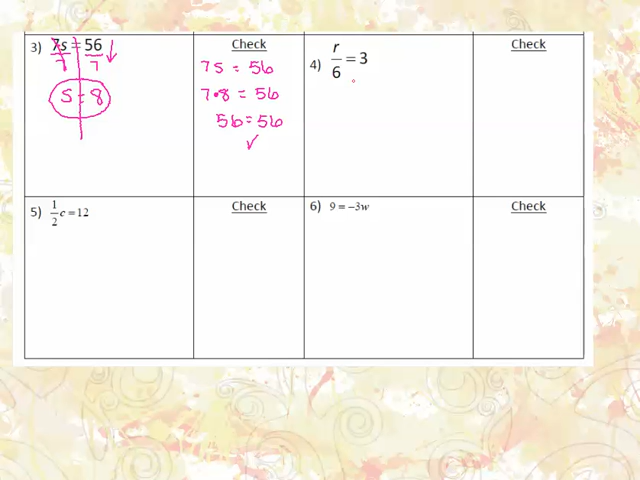 3) 7s = 56
7 7
s = 8
Check
7s = 56
7•8 = 56
56 = 56
✓
4) r/6 = 3
Check
5) 1/2 c = 12
Check
6) 9 = −3w
Check